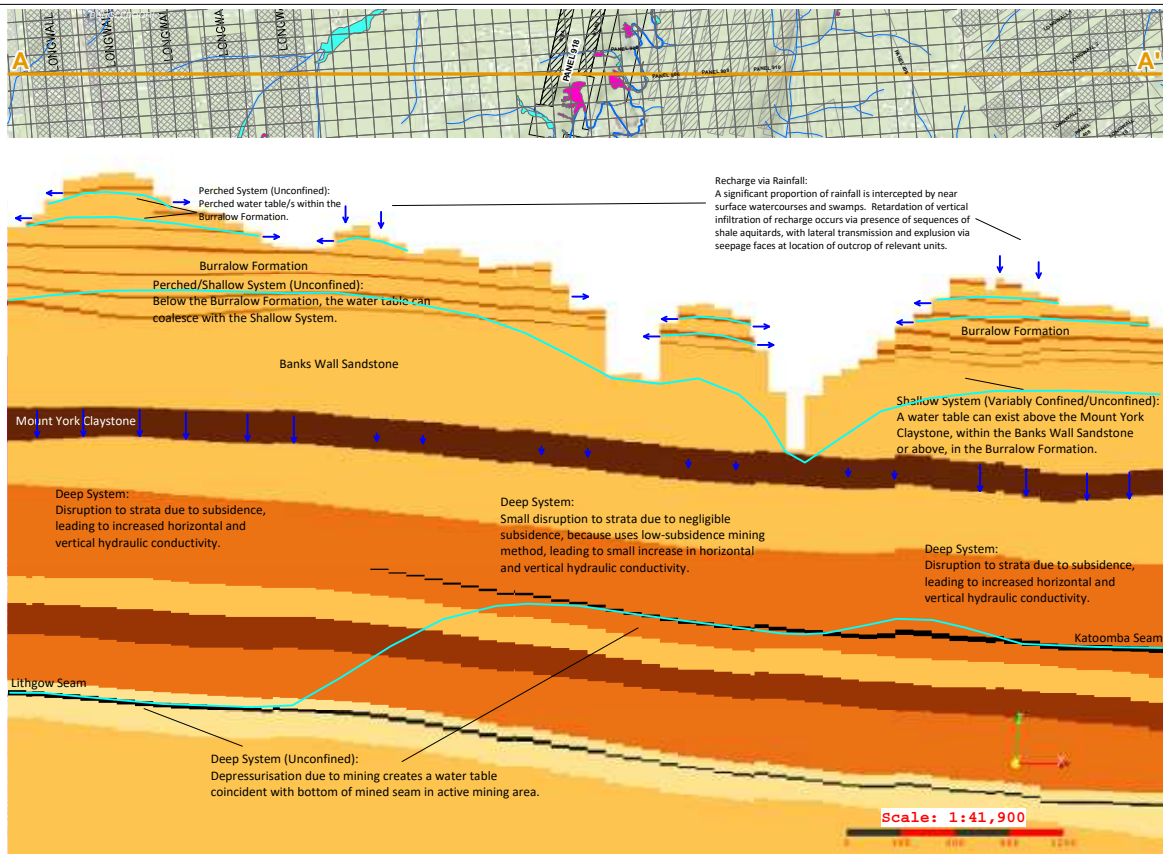 LONGWALL
LONGWALL
LONGWALL
LONGWALL
LONGWALL
A
A'
PANEL 918
PANEL 910
LONGWALL
Perched System (Unconfined):
Perched water table/s within the
Burralow Formation.
Recharge via Rainfall:
A significant proportion of rainfall is intercepted by near
surface watercourses and swamps. Retardation of vertical
infiltration of recharge occurs via presence of sequences of
shale aquitards, with lateral transmission and explusion via
seepage faces at location of outcrop of relevant units.
Burralow Formation
Perched/Shallow System (Unconfined):
Below the Burralow Formation, the water table can
coalesce with the Shallow System.
Burralow Formation
Banks Wall Sandstone
Shallow System (Variably Confined/Unconfined):
A water table can exist above the Mount York
Claystone, within the Banks Wall Sandstone
or above, in the Burralow Formation.
Mount York Claystone
Deep System:
Disruption to strata due to subsidence,
leading to increased horizontal and
vertical hydraulic conductivity.
Deep System:
Small disruption to strata due to negligible
subsidence, because uses low-subsidence mining
method, leading to small increase in horizontal
and vertical hydraulic conductivity.
Deep System:
Disruption to strata due to subsidence,
leading to increased horizontal and
vertical hydraulic conductivity.
Katoomba Seam
Lithgow Seam
Deep System (Unconfined):
Depressurisation due to mining creates a water table
coincident with bottom of mined seam in active mining area.
Z
X
Scale: 1:41,900
0 300 600 900 1200